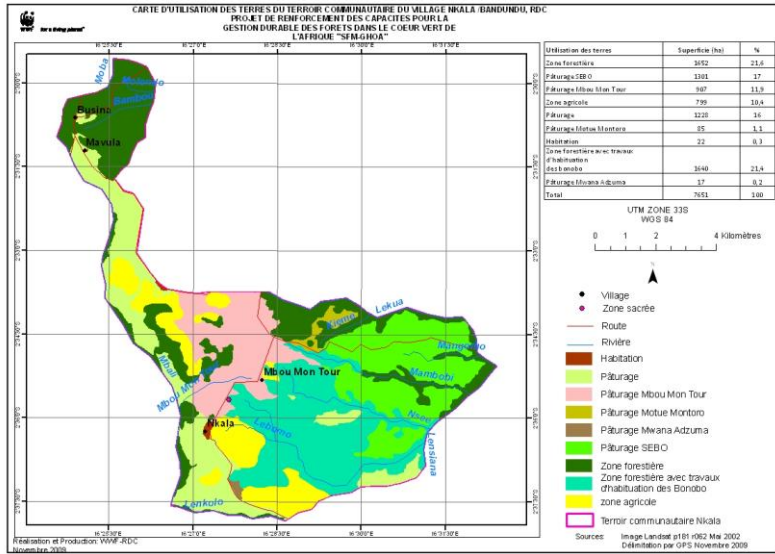 CARTE D'UTILISATION DES TERRES DU TERROIR COMMUNAUTAIRE DU VILLAGE NKALA /BANDUNDU, RDC
PROJET DE RENFORCEMENT DES CAPACITES POUR LA
GESTION DURABLE DES FORETS DANS LE COEUR VERT DE
L'AFRIQUE "SFM-GHOA"
WWF
for a living planet
Moba
Molundo
Bambou
Busina
Mavula
Lekua
Mbali
Mbou Mon Tour
Mambobi
Nkala
Lebomo
Lensiana
Lenkolo
Utilisation des terres Superficie (ha) %
Zone forestière 1652 21,6
Pâturage SEBO 1301 17
Pâturage Mbou Mon Tour 907 11,9
Zone agricole 799 10,4
Pâturage 1228 16
Pâturage Motue Montoro 85 1,1
Habitation 22 0,3
Zone forestière avec travaux
d'habituation
des bonobo 1640 21,4
Pâturage Mwana Adzuma 17 0,2
Total 7651 100
UTM ZONE 33S
WGS 84
0 1 2 4 Kilomètres
Village
Zone sacrée
Route
Rivière
Habitation
Pâturage
Pâturage Mbou Mon Tour
Pâturage Motue Montoro
Pâturage Mwana Adzuma
Pâturage SEBO
Zone forestière
Zone forestière avec travaux
d'habituation des Bonobo
zone agricole
Terroir communautaire Nkala
Sources: Image Landsat p181 r062 Mai 2002
Délimitation par GPS Novembre 2009
Réalisation et Production: WWF-RDC
Novembre 2009